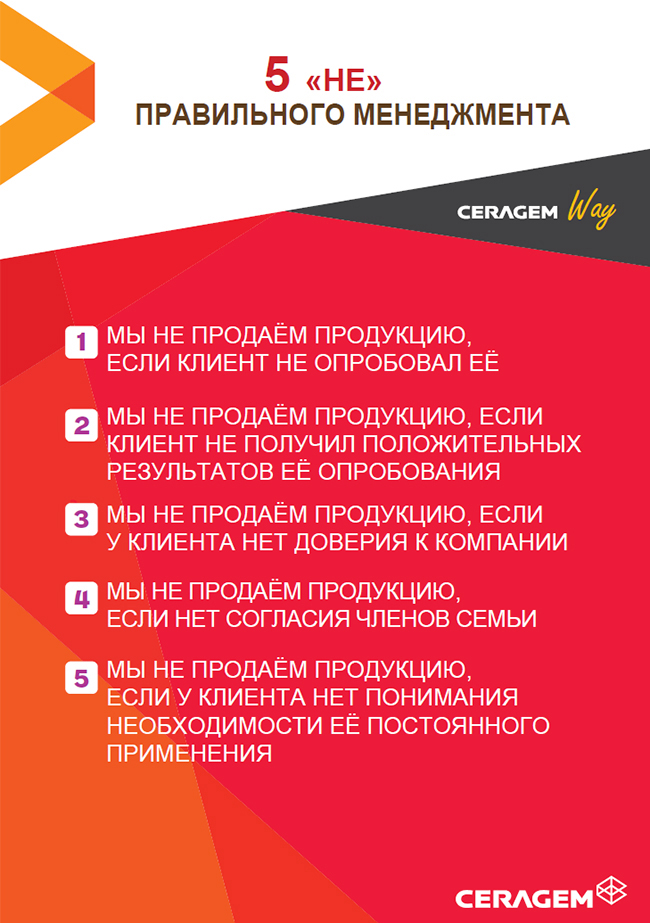 5 «НЕ»
ПРАВИЛЬНОГО МЕНЕДЖМЕНТА
CERAGEM Way
1 МЫ НЕ ПРОДАЁМ ПРОДУКЦИЮ,
ЕСЛИ КЛИЕНТ НЕ ОПРОБОВАЛ ЕЁ
2 МЫ НЕ ПРОДАЁМ ПРОДУКЦИЮ, ЕСЛИ
КЛИЕНТ НЕ ПОЛУЧИЛ ПОЛОЖИТЕЛЬНЫХ
РЕЗУЛЬТАТОВ ЕЁ ОПРОБОВАНИЯ
3 МЫ НЕ ПРОДАЁМ ПРОДУКЦИЮ, ЕСЛИ
У КЛИЕНТА НЕТ ДОВЕРИЯ К КОМПАНИИ
4 МЫ НЕ ПРОДАЁМ ПРОДУКЦИЮ,
ЕСЛИ НЕТ СОГЛАСИЯ ЧЛЕНОВ СЕМЬИ
5 МЫ НЕ ПРОДАЁМ ПРОДУКЦИЮ,
ЕСЛИ У КЛИЕНТА НЕТ ПОНИМАНИЯ
НЕОБХОДИМОСТИ ЕЁ ПОСТОЯННОГО
ПРИМЕНЕНИЯ
CERAGEM